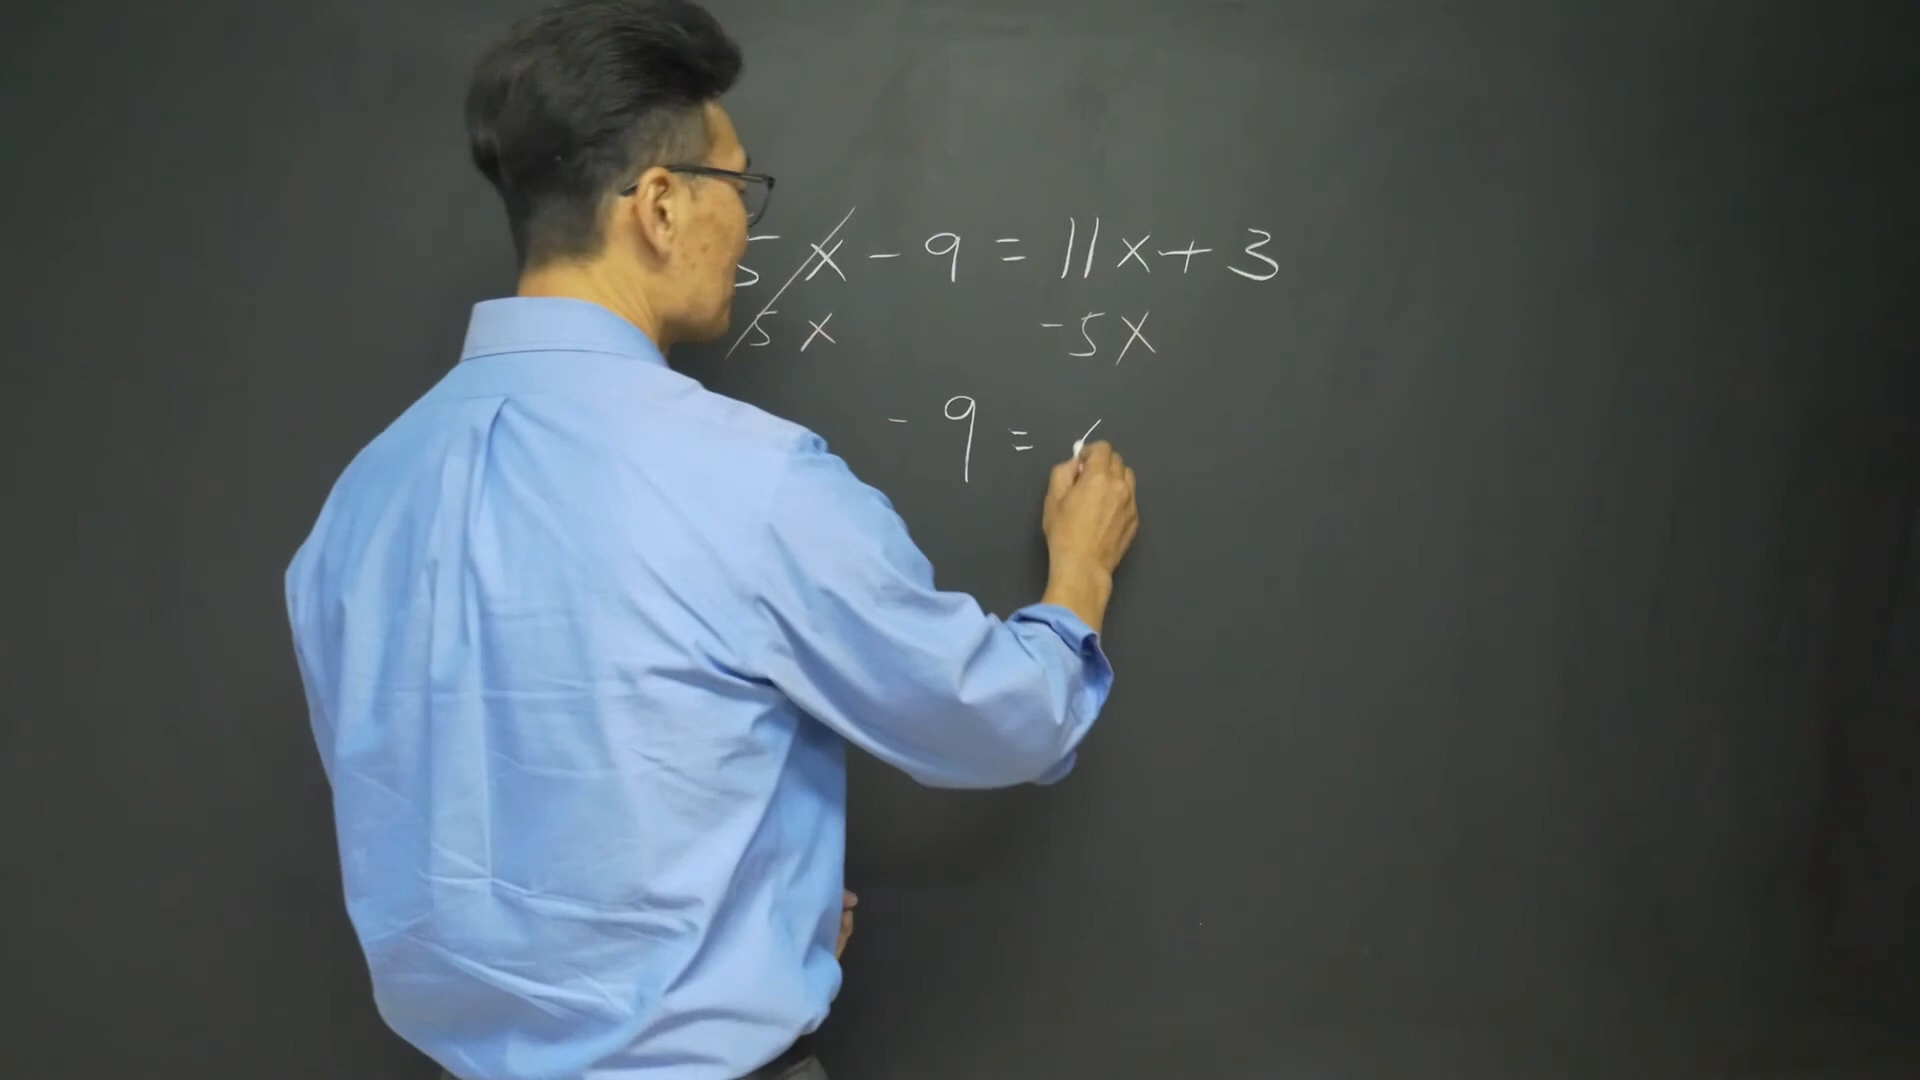 5x - 9 = 11x + 3
5x -5x
- 9 =